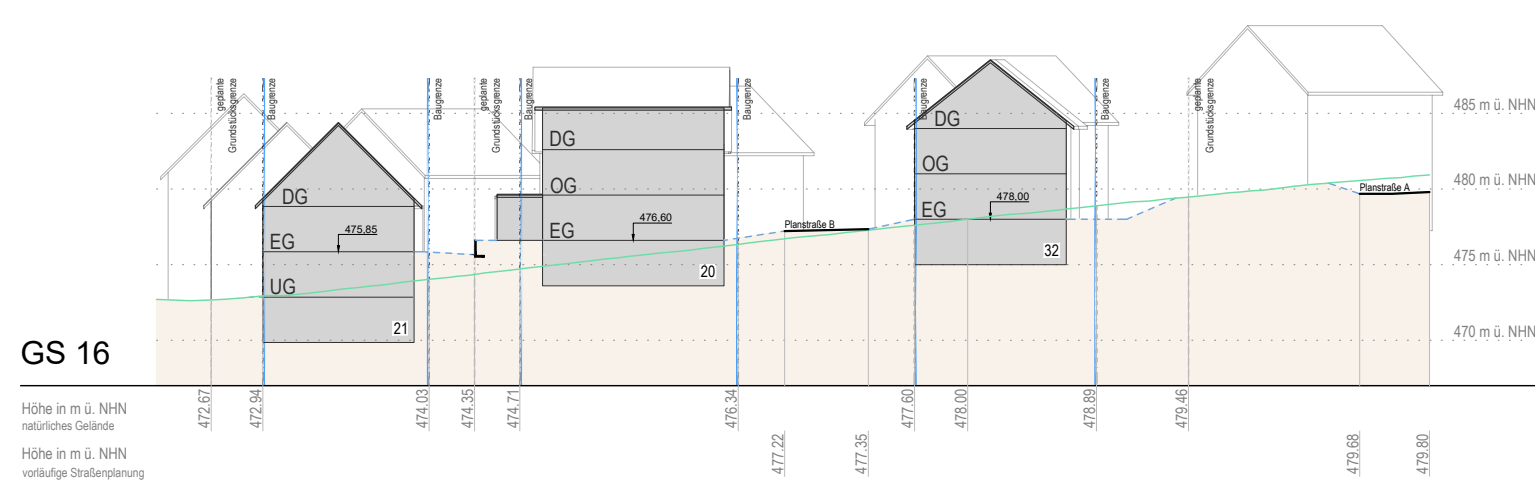 geplante
Grundstücksgrenze
Baugrenze
Baugrenze
geplante
Grundstücksgrenze
Baugrenze
Baugrenze
Baugrenze
Baugrenze
geplante
Grundstücksgrenze
485 m ü. NHN
480 m ü. NHN
475 m ü. NHN
470 m ü. NHN
DG
EG
475,85
UG
21
DG
OG
EG
476,60
20
Planstraße B
DG
OG
EG
478,00
32
Planstraße A
GS 16
Höhe in m ü. NHN
natürliches Gelände
472.67
472.94
474.03
474.35
474.71
476.34
477.60
478.00
478.89
479.46
Höhe in m ü. NHN
vorläufige Straßenplanung
477.22
477.35
479.68
479.80